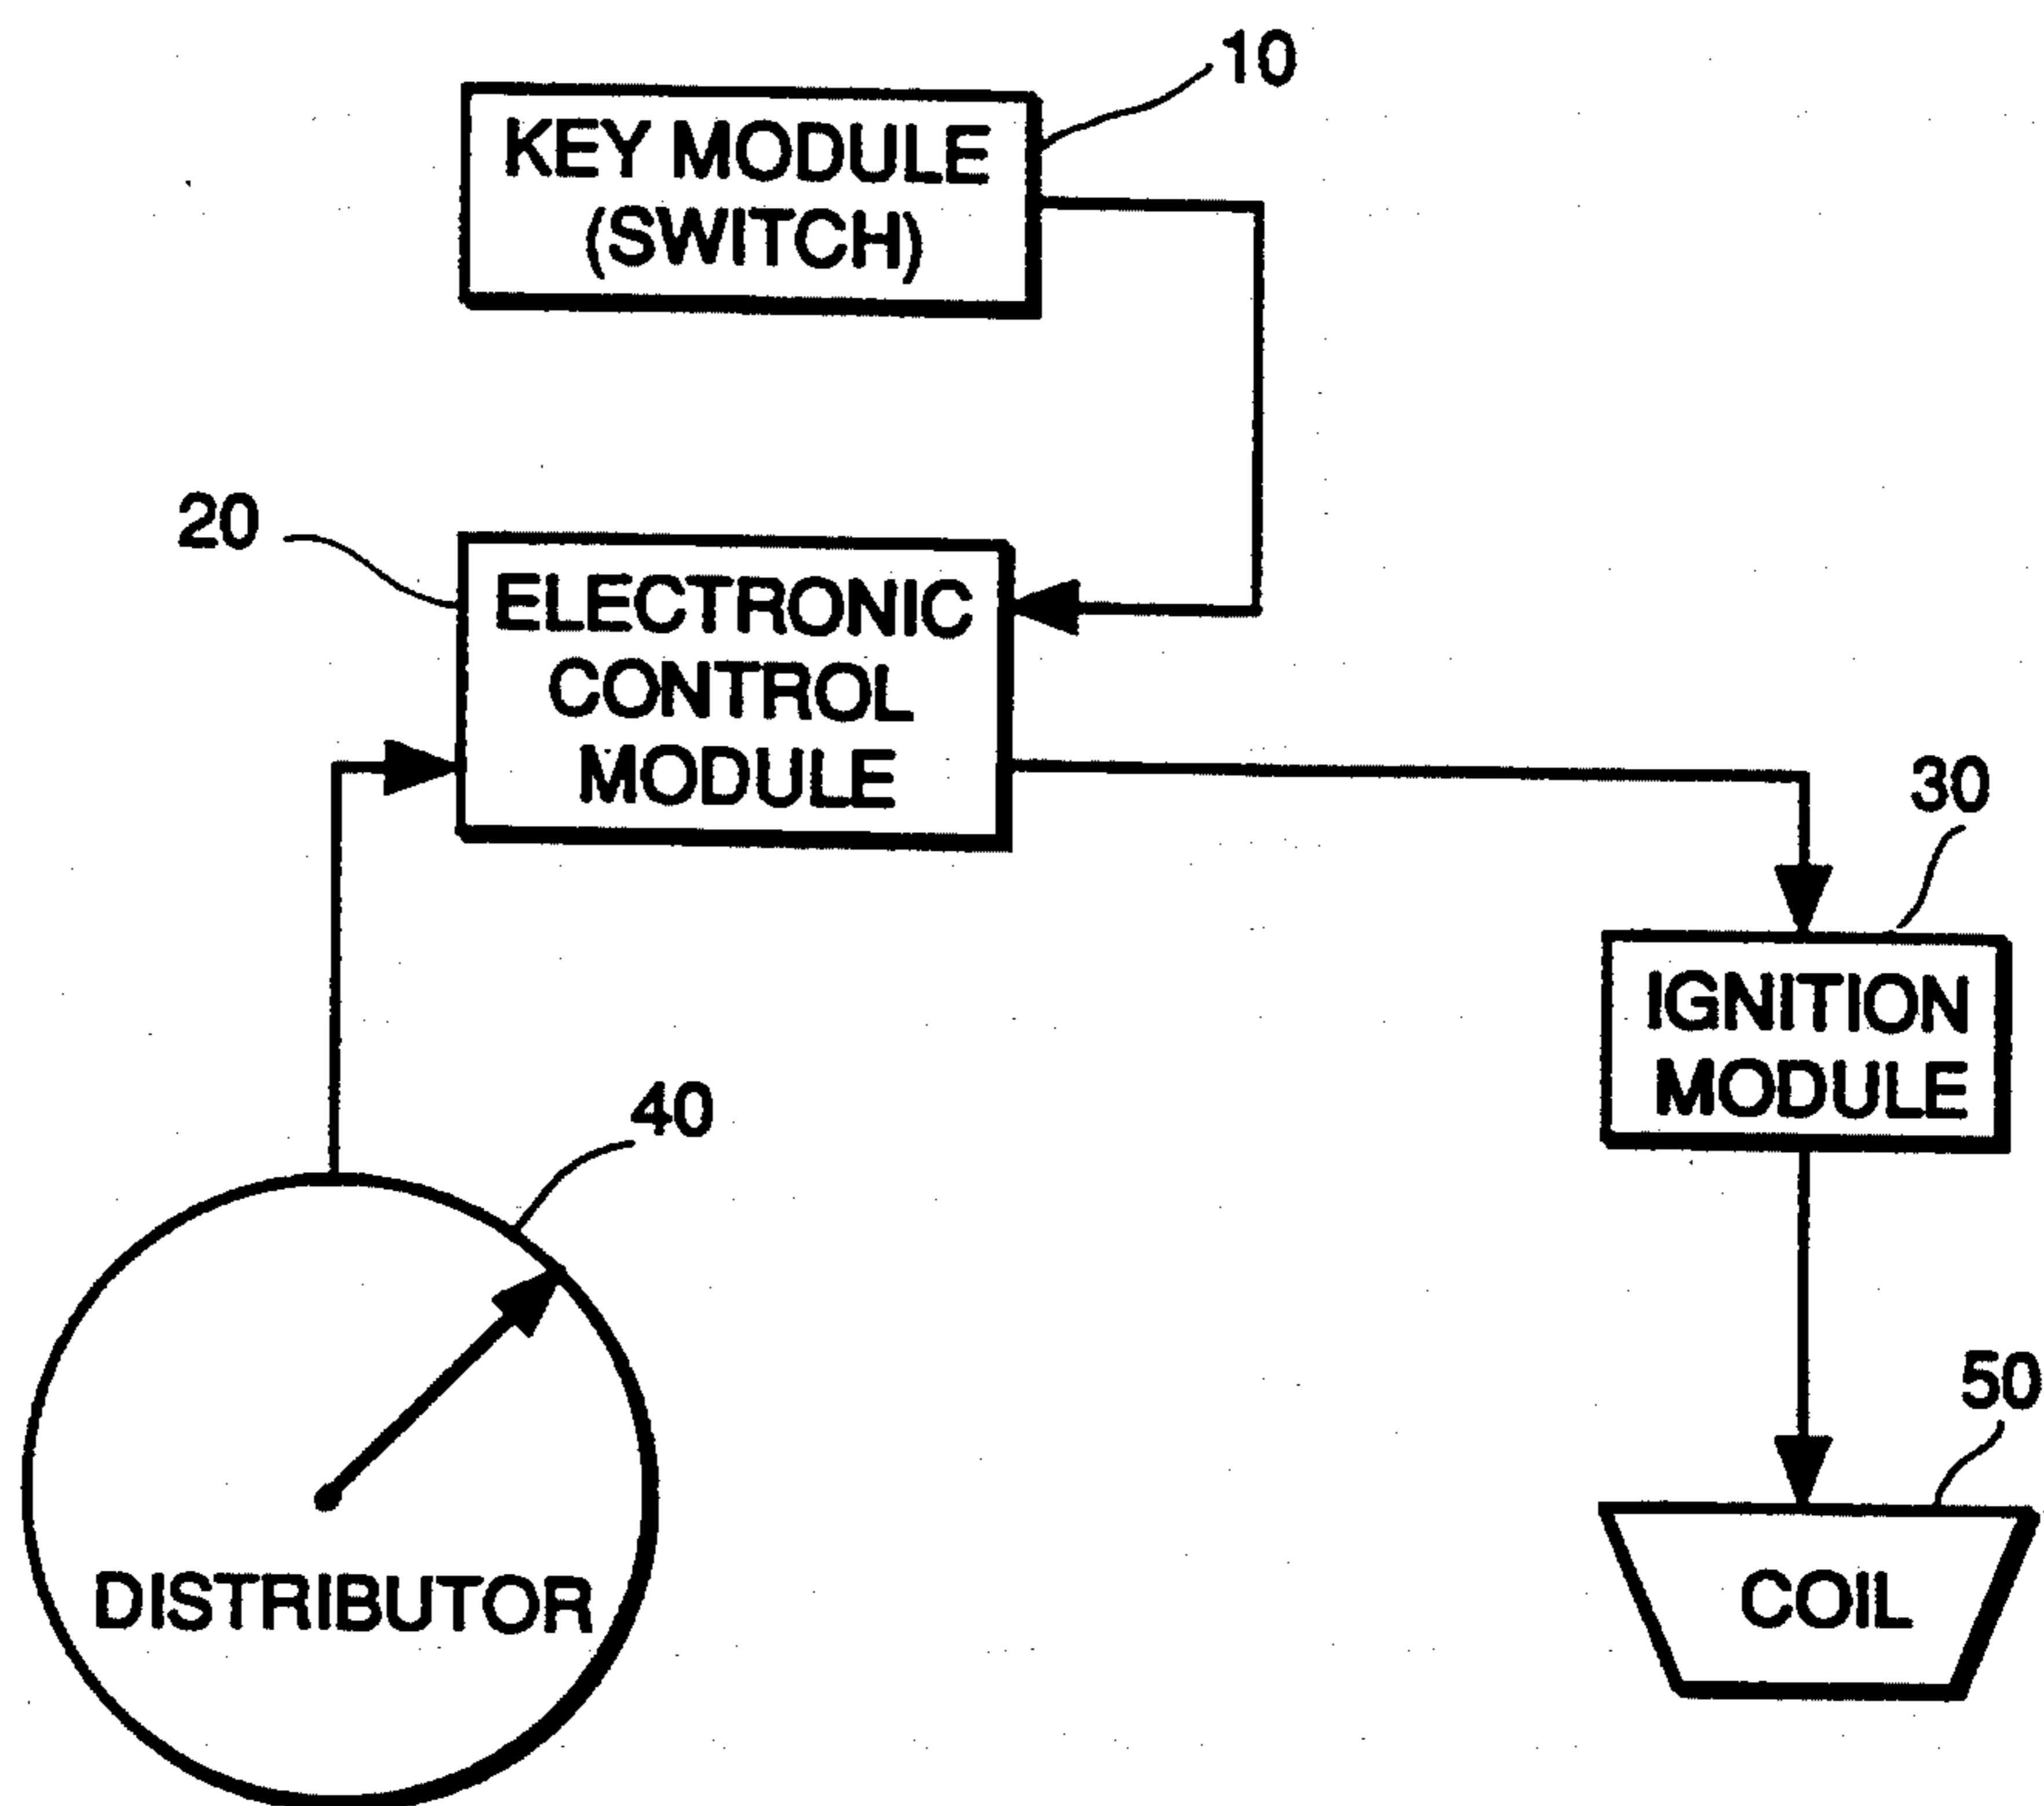 10
KEY MODULE
(SWITCH)
20
ELECTRONIC
CONTROL
MODULE
30
IGNITION
MODULE
40
DISTRIBUTOR
50
COIL